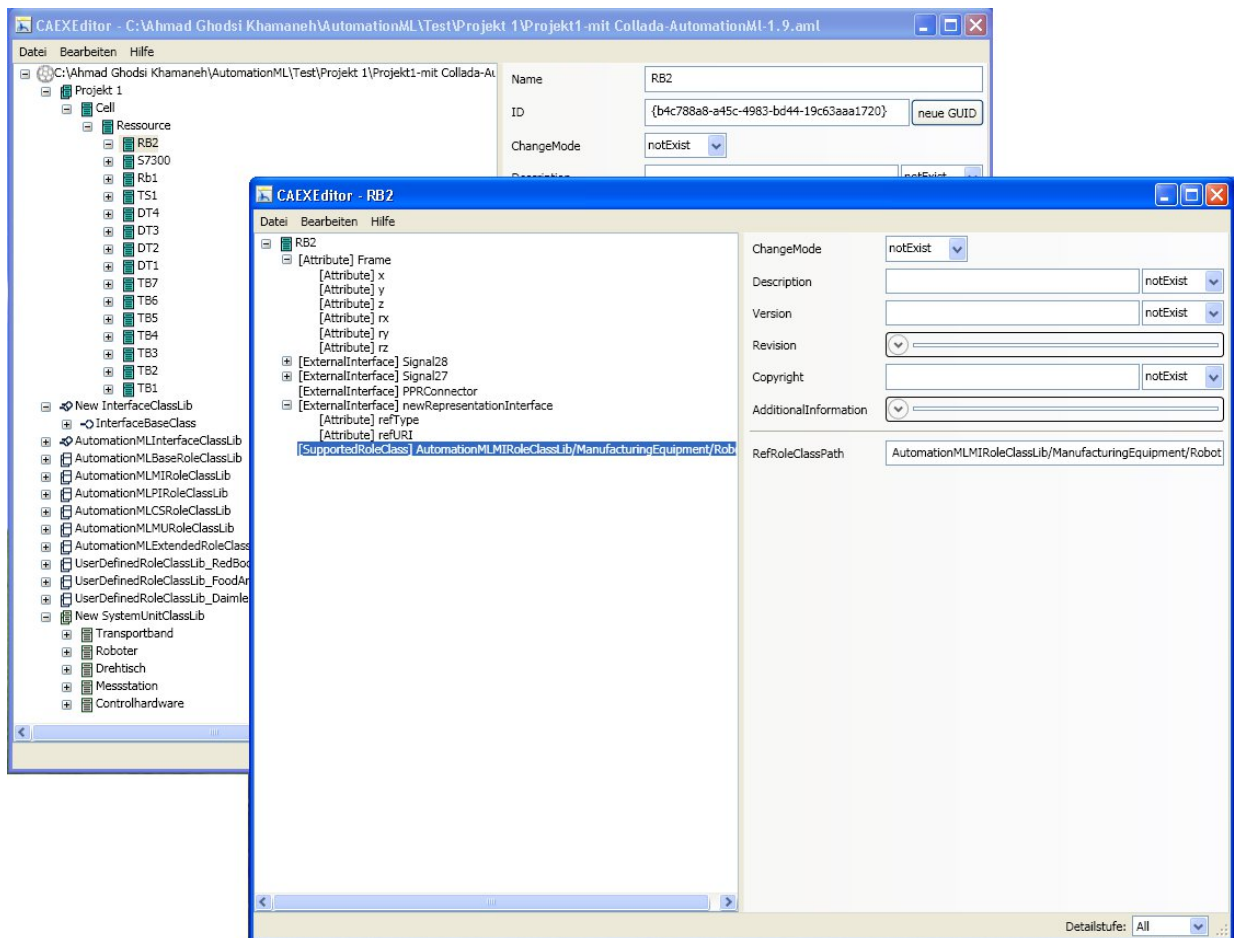 CAEXEditor - C:\Ahmad Ghodsi Khamaneh\AutomationML\Test\Projekt 1\Projekt1-mit Collada-AutomationMl-1.9.aml
Datei Bearbeiten Hilfe
C:\Ahmad Ghodsi Khamaneh\AutomationML\Test\Projekt 1\Projekt1-mit Collada-Au
Projekt 1
Cell
Ressource
RB2
S7300
Rb1
TS1
DT4
DT3
DT2
DT1
TB7
TB6
TB5
TB4
TB3
TB2
TB1
New InterfaceClassLib
InterfaceBaseClass
AutomationMLInterfaceClassLib
AutomationMLBaseRoleClassLib
AutomationMLMIRoleClassLib
AutomationMLPIRoleClassLib
AutomationMLCSRoleClassLib
AutomationMLMURoleClassLib
AutomationMLExtendedRoleClass
UserDefinedRoleClassLib_RedBo
UserDefinedRoleClassLib_FoodAn
UserDefinedRoleClassLib_Daimle
New SystemUnitClassLib
Transportband
Roboter
Drehtisch
Messstation
Controlhardware
Name RB2
ID {b4c788a8-a45c-4983-bd44-19c63aaa1720} neue GUID
ChangeMode notExist
Description notExist
CAEXEditor - RB2
Datei Bearbeiten Hilfe
RB2
[Attribute] Frame
[Attribute] x
[Attribute] y
[Attribute] z
[Attribute] rx
[Attribute] ry
[Attribute] rz
[ExternalInterface] Signal28
[ExternalInterface] Signal27
[ExternalInterface] PPRConnector
[ExternalInterface] newRepresentationInterface
[Attribute] refType
[Attribute] refURI
[SupportedRoleClass] AutomationMLMIRoleClassLib/ManufacturingEquipment/Robo
ChangeMode notExist
Description notExist
Version notExist
Revision
Copyright notExist
AdditionalInformation
RefRoleClassPath AutomationMLMIRoleClassLib/ManufacturingEquipment/Robot
Detailstufe: All